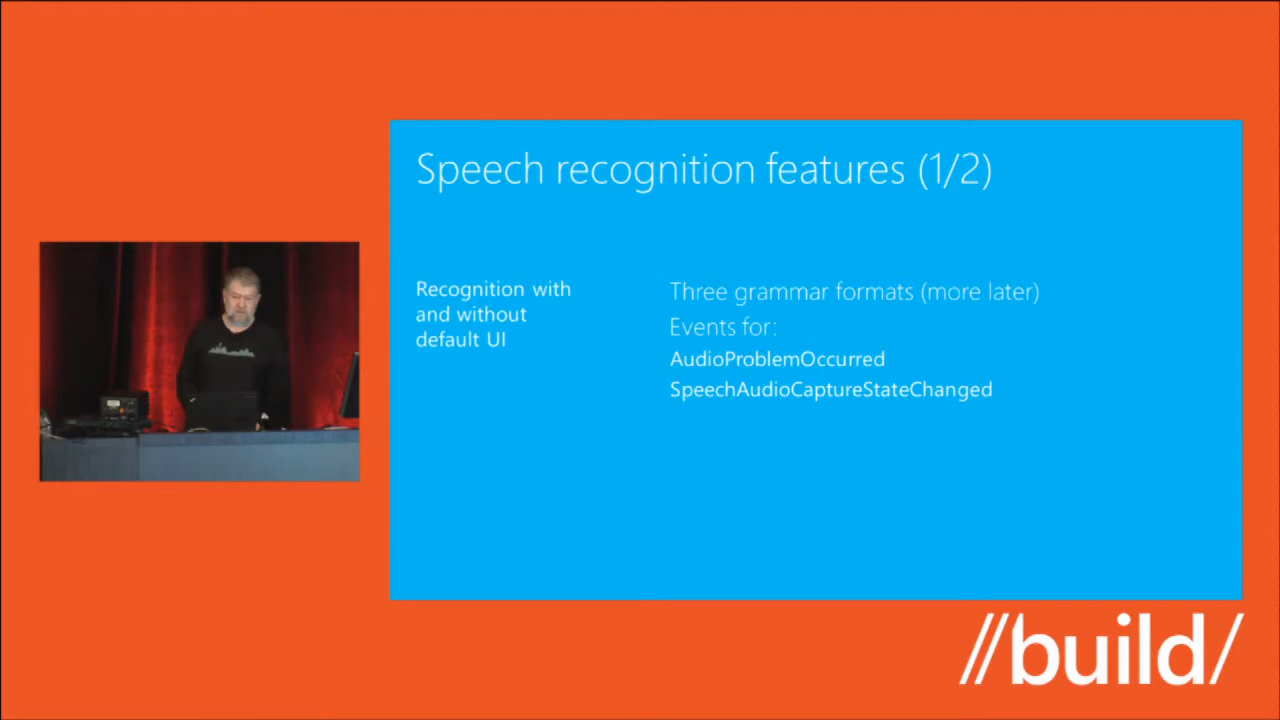 Speech recognition features (1/2)
Recognition with
and without
default UI
Three grammar formats (more later)
Events for:
AudioProblemOccurred
SpeechAudioCaptureStateChanged
//build/